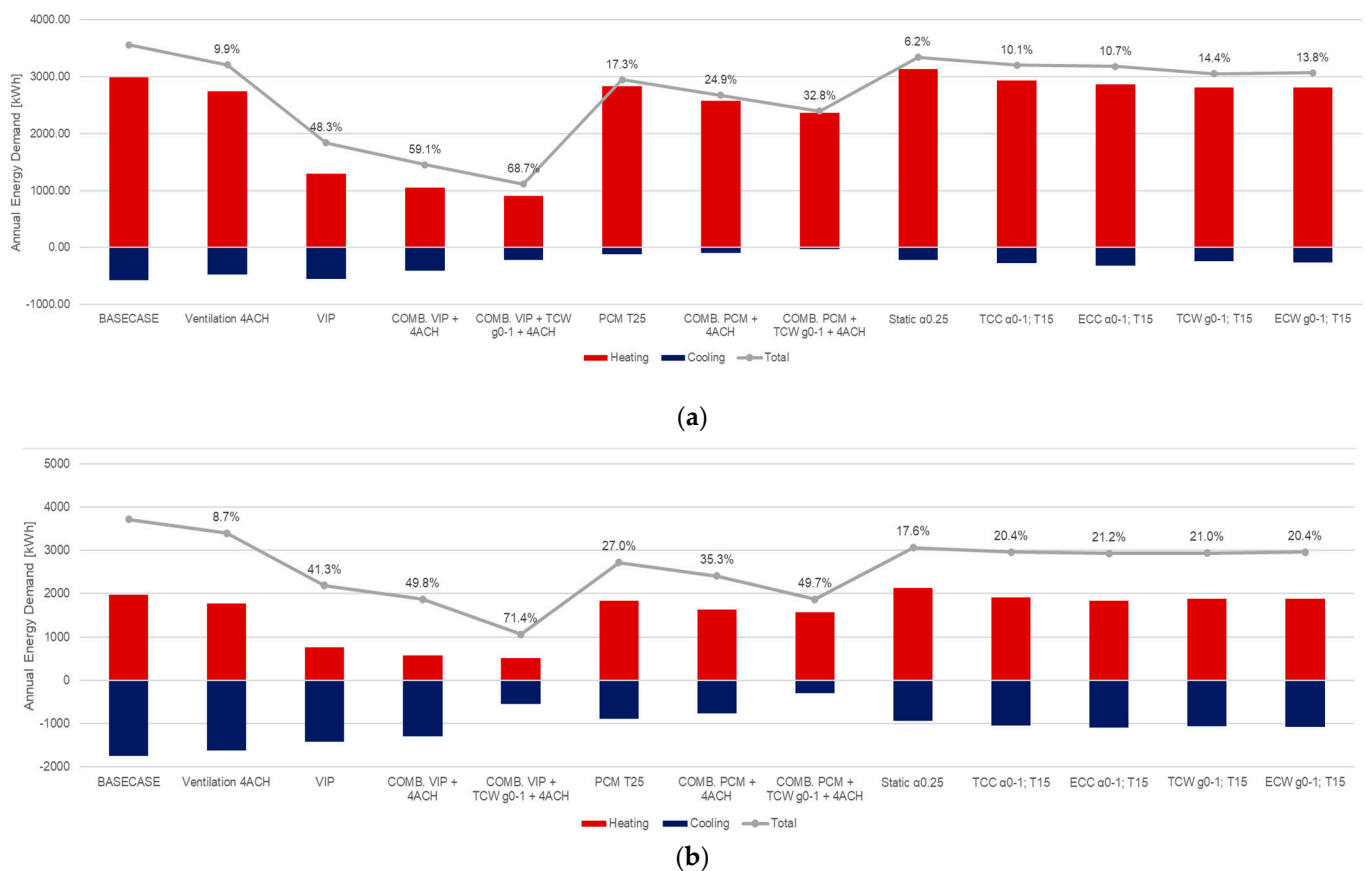 4000.00
3000.00
2000.00
1000.00
0.00
-1000.00
Annual Energy Demand [kWh]
9.9%
48.3%
59.1%
68.7%
17.3%
24.9%
32.8%
6.2%
10.1%
10.7%
14.4%
13.8%
BASECASE
Ventilation 4ACH
VIP
COMB. VIP +
4ACH
COMB. VIP + TCW
g0-1 + 4ACH
PCM T25
COMB. PCM +
4ACH
COMB. PCM +
TCW g0-1 + 4ACH
Static α0.25
TCC α0-1; T15
ECC α0-1; T15
TCW g0-1; T15
ECW g0-1; T15
Heating Cooling Total
(a)
5000
4000
3000
2000
1000
0
-1000
-2000
Annual Energy Demand [kWh]
8.7%
41.3%
49.8%
71.4%
27.0%
35.3%
49.7%
17.6%
20.4%
21.2%
21.0%
20.4%
BASECASE
Ventilation 4ACH
VIP
COMB. VIP +
4ACH
COMB. VIP +
TCW g0-1 + 4ACH
PCM T25
COMB. PCM +
4ACH
COMB. PCM +
TCW g0-1 + 4ACH
Static α0.25
TCC α0-1; T15
ECC α0-1; T15
TCW g0-1; T15
ECW g0-1; T15
Heating Cooling Total
(b)